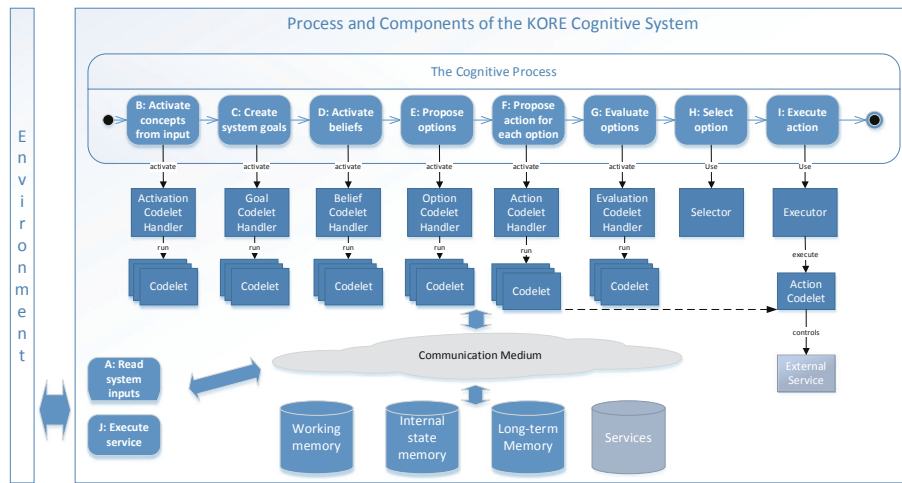 Process and Components of the KORE Cognitive System
Environment
The Cognitive Process
B: Activate
concepts
from input
C: Create
system goals
D: Activate
beliefs
E: Propose
options
F: Propose
action for
each option
G: Evaluate
options
H: Select
option
I: Execute
action
activate
activate
activate
activate
activate
activate
Use
Use
Activation
Codelet
Handler
Goal
Codelet
Handler
Belief
Codelet
Handler
Option
Codelet
Handler
Action
Codelet
Handler
Evaluation
Codelet
Handler
Selector
Executor
run
run
run
run
run
run
execute
Codelet
Codelet
Codelet
Codelet
Codelet
Codelet
Action
Codelet
controls
External
Service
Communication Medium
A: Read
system
inputs
J: Execute
service
Working
memory
Internal
state
memory
Long-term
Memory
Services